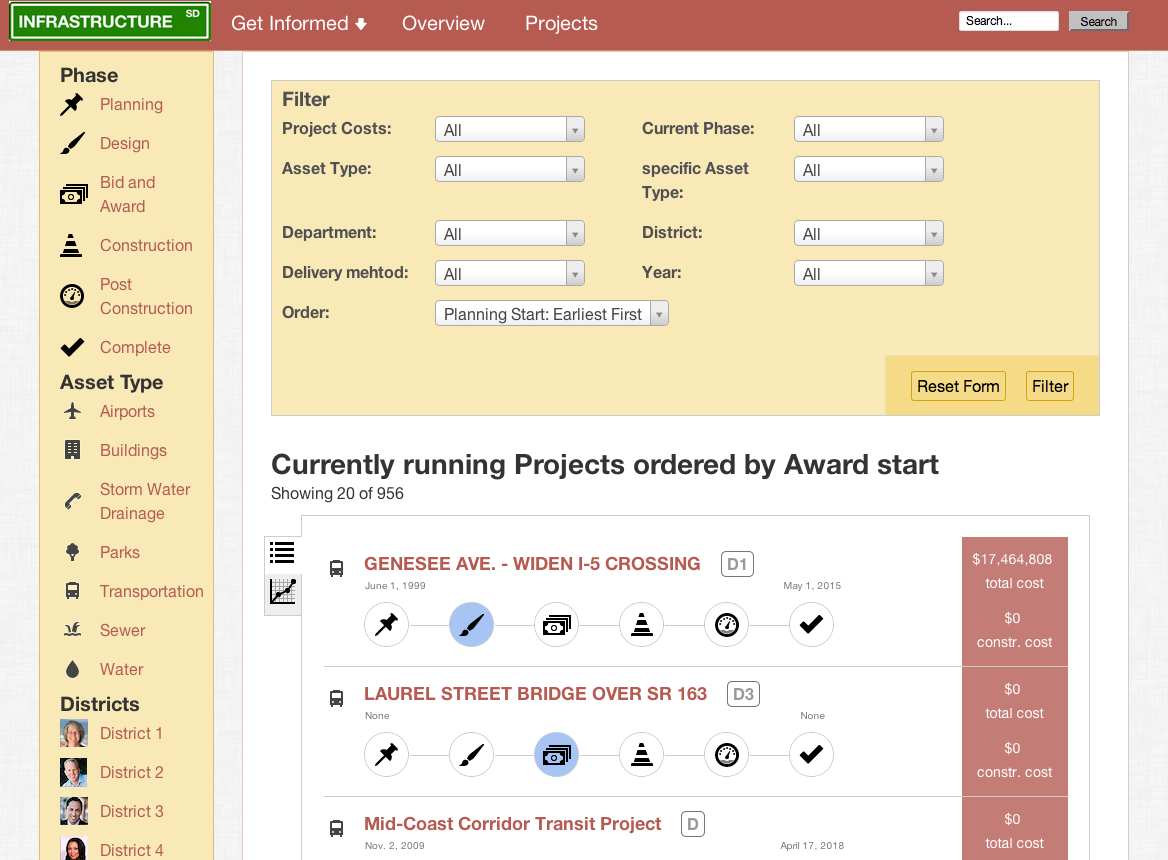 INFRASTRUCTURE SD
Get Informed
Overview
Projects
Search...
Search
Phase
Planning
Design
Bid and
Award
Construction
Post
Construction
Complete
Asset Type
Airports
Buildings
Storm Water
Drainage
Parks
Transportation
Sewer
Water
Districts
District 1
District 2
District 3
District 4
Filter
Project Costs: All
Current Phase: All
Asset Type: All
specific Asset
Type: All
Department: All
District: All
Delivery mehtod: All
Year: All
Order: Planning Start: Earliest First
Reset Form
Filter
Currently running Projects ordered by Award start
Showing 20 of 956
GENESEE AVE. - WIDEN I-5 CROSSING D1
June 1, 1999
May 1, 2015
$17,464,808
total cost
$0
constr. cost
LAUREL STREET BRIDGE OVER SR 163 D3
None
None
$0
total cost
$0
constr. cost
Mid-Coast Corridor Transit Project D
Nov. 2, 2009
April 17, 2018
$0
total cost